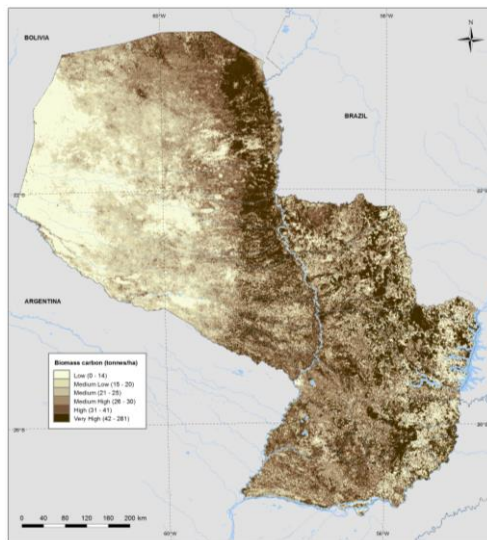 BOLIVIA
N
BRAZIL
ARGENTINA
Biomass carbon (tonnes/ha)
Low (0 - 14)
Medium Low (15 - 20)
Medium (21 - 25)
Medium High (26 - 30)
High (31 - 41)
Very High (42 - 281)
0 40 80 120 160 200 km